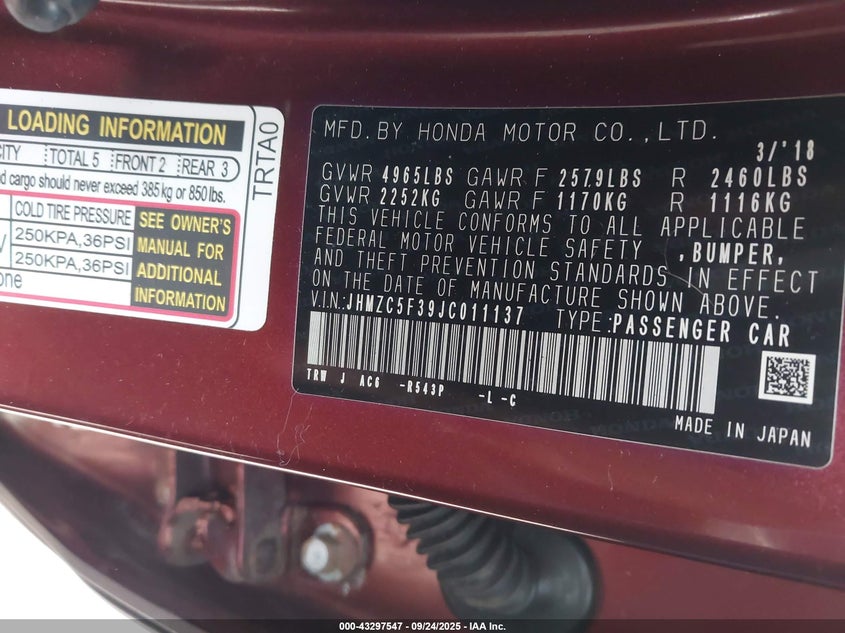 LOADING INFORMATION
CITY TOTAL 5 FRONT 2 REAR 3
d cargo should never exceed 385 kg or 850 lbs.
COLD TIRE PRESSURE
250KPA,36PSI
250KPA,36PSI
one
SEE OWNER'S
MANUAL FOR
ADDITIONAL
INFORMATION
TRTA0
MFD.BY HONDA MOTOR CO.,LTD.
3/'18
GVWR 4965LBS GAWR F 2579LBS R 2460LBS
GVWR 2252KG GAWR F 1170KG R 1116KG
THIS VEHICLE CONFORMS TO ALL APPLICABLE
FEDERAL MOTOR VEHICLE SAFETY ,BUMPER,
AND THEFT PREVENTION STANDARDS IN EFFECT
ON THE DATE OF MANUFACTURE SHOWN ABOVE.
V.IN:JHMZC5F39JC011137 TYPE:PASSENGER CAR
TRW J AC6 -R543P -L -C
MADE IN JAPAN
000-43297547 - 09/24/2025 - IAA Inc.